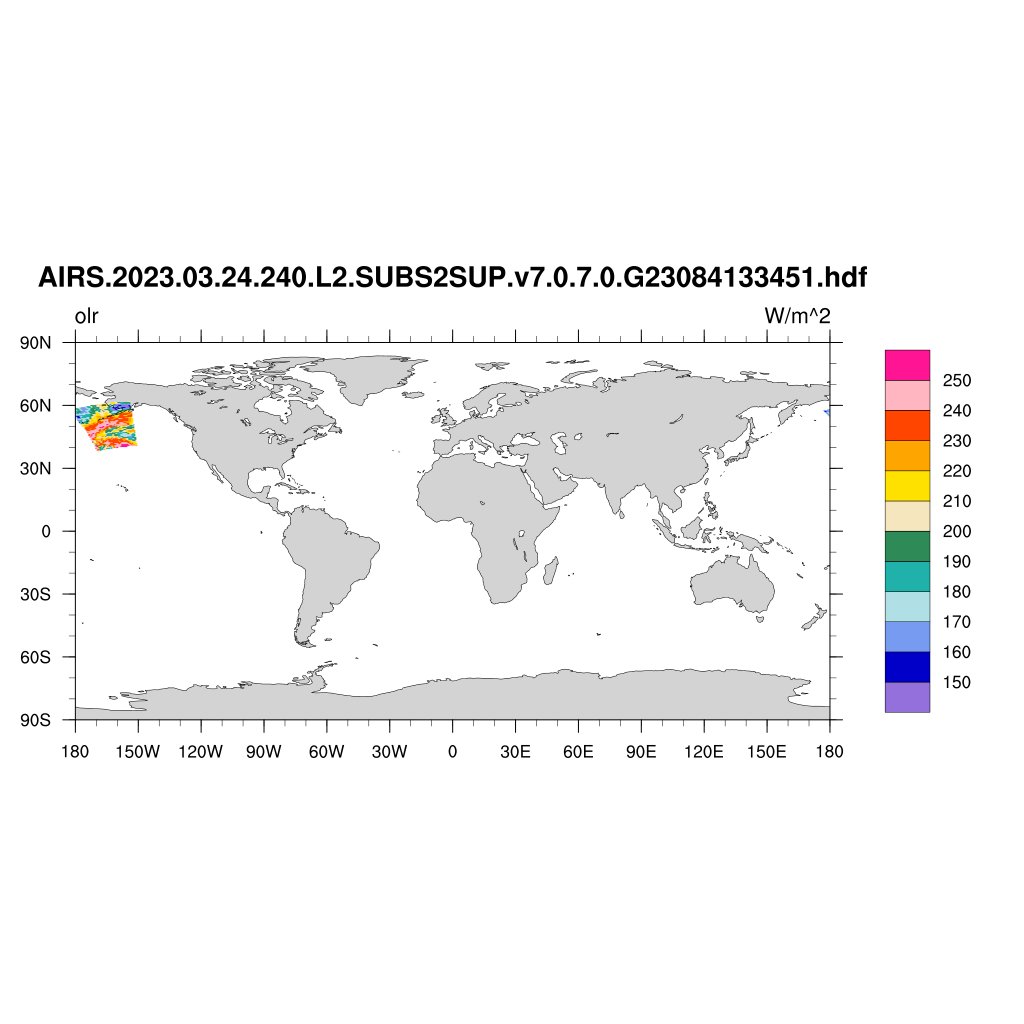 AIRS.2023.03.24.240.L2.SUBS2SUP.v7.0.7.0.G23084133451.hdf
olr W/m^2
90N
60N
30N
0
30S
60S
90S
180 150W 120W 90W 60W 30W 0 30E 60E 90E 120E 150E 180
250
240
230
220
210
200
190
180
170
160
150